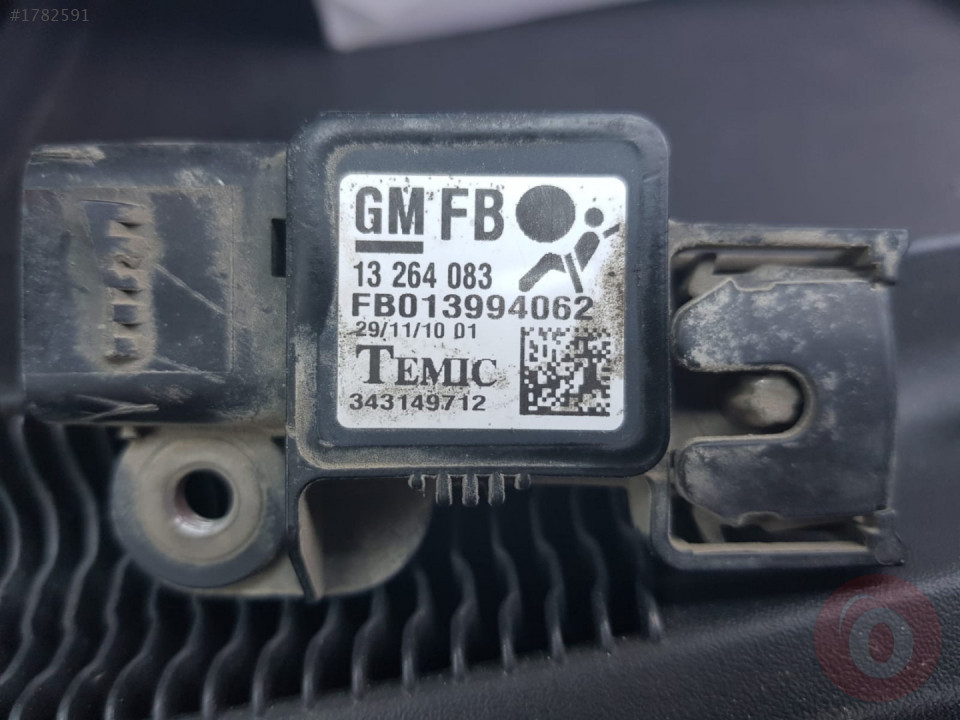 #1782591
GM FB
13 264 083
FB013994062
29/11/10 01
TEMIC
343149712